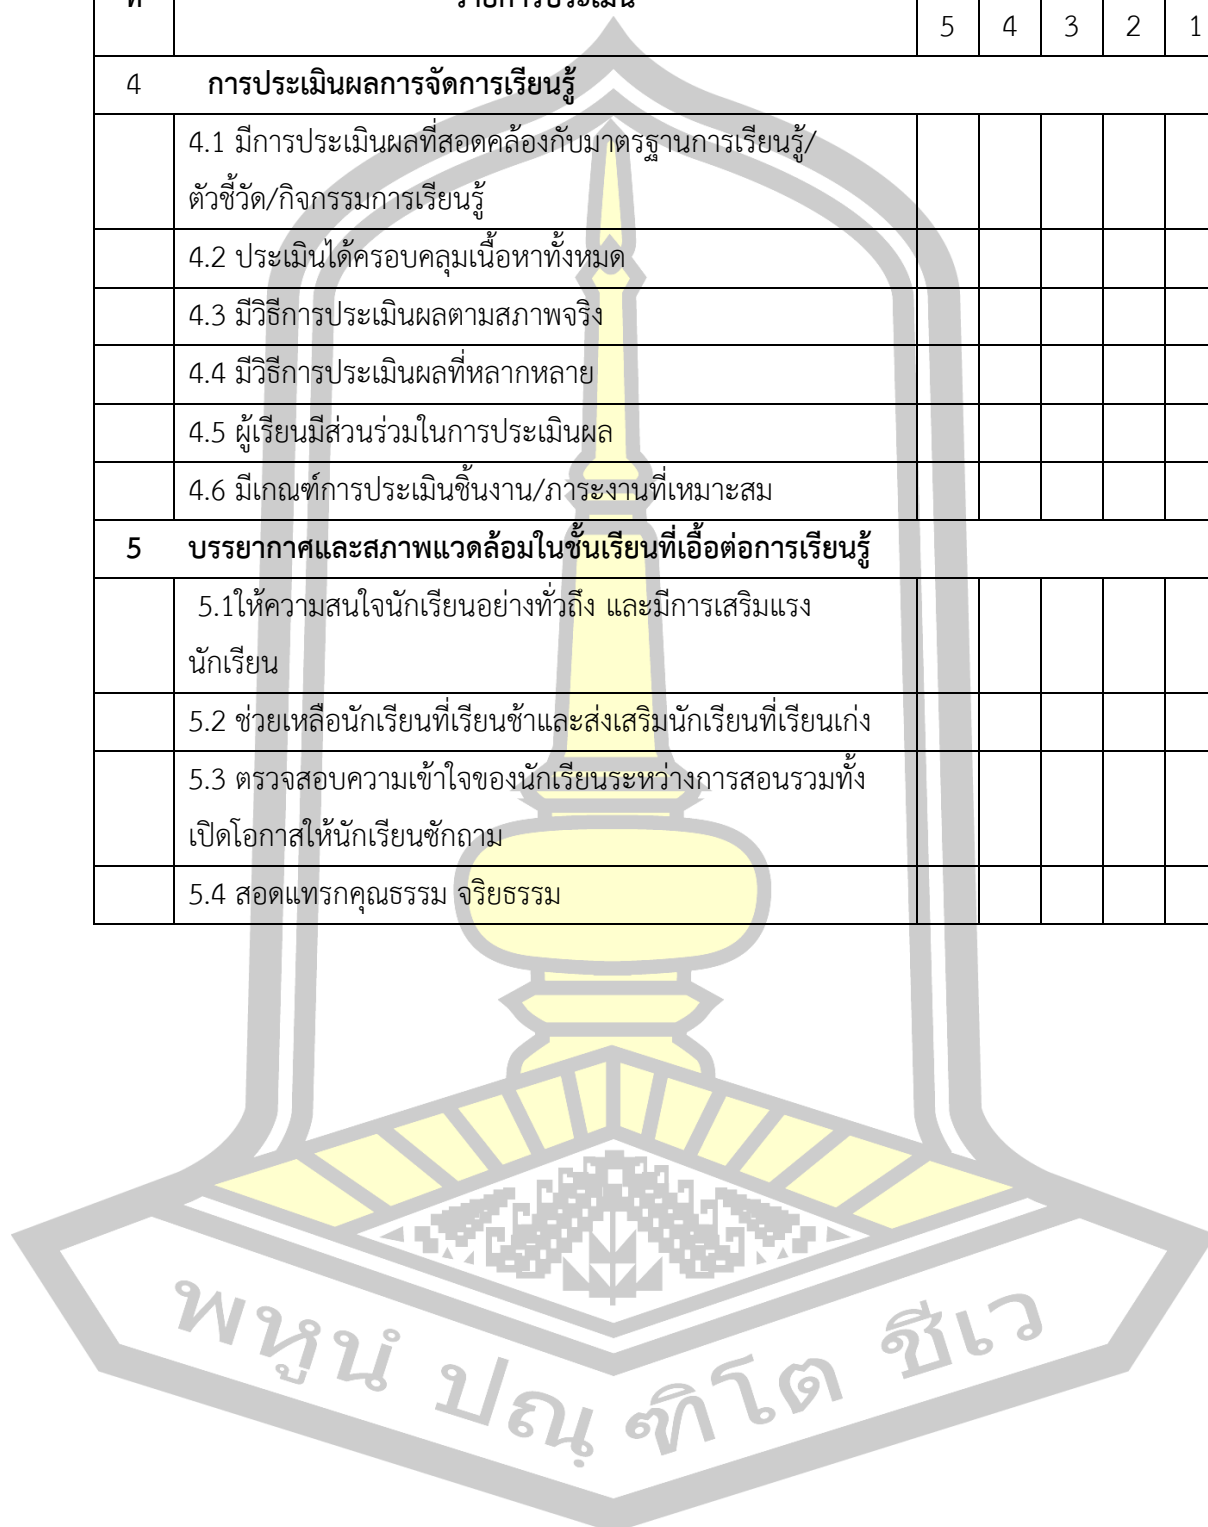 ที่ รายการประเมิน
5 4 3 2 1
4 การประเมินผลการจัดการเรียนรู้
4.1 มีการประเมินผลที่สอดคล้องกับมาตรฐานการเรียนรู้/
ตัวชี้วัด/กิจกรรมการเรียนรู้
4.2 ประเมินได้ครอบคลุมเนื้อหาทั้งหมด
4.3 มีวิธีการประเมินผลตามสภาพจริง
4.4 มีวิธีการประเมินผลที่หลากหลาย
4.5 ผู้เรียนมีส่วนร่วมในการประเมินผล
4.6 มีเกณฑ์การประเมินชิ้นงาน/ภาระงานที่เหมาะสม
5 บรรยากาศและสภาพแวดล้อมในชั้นเรียนที่เอื้อต่อการเรียนรู้
5.1ให้ความสนใจนักเรียนอย่างทั่วถึง และมีการเสริมแรง
นักเรียน
5.2 ช่วยเหลือนักเรียนที่เรียนช้าและส่งเสริมนักเรียนที่เรียนเก่ง
5.3 ตรวจสอบความเข้าใจของนักเรียนระหว่างการสอนรวมทั้ง
เปิดโอกาสให้นักเรียนซักถาม
5.4 สอดแทรกคุณธรรม จริยธรรม
พหูนํ ปณฺ ฑิโต ชีเว